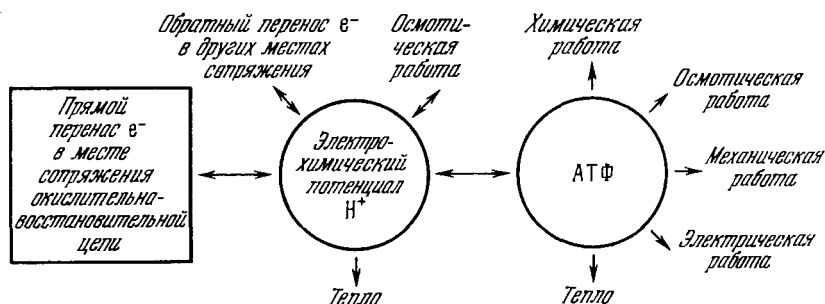 Обратный перенос e⁻
в других местах
сопряжения
Осмоти-
ческая
работа
Химическая
работа
Прямой
перенос e⁻
в месте
сопряжения
окислительна-
восстановительной
цепи
Электро-
химический
потенциал
H⁺
АТФ
Осмотическая
работа
Механическая
работа
Электрическая
работа
Тепло
Тепло